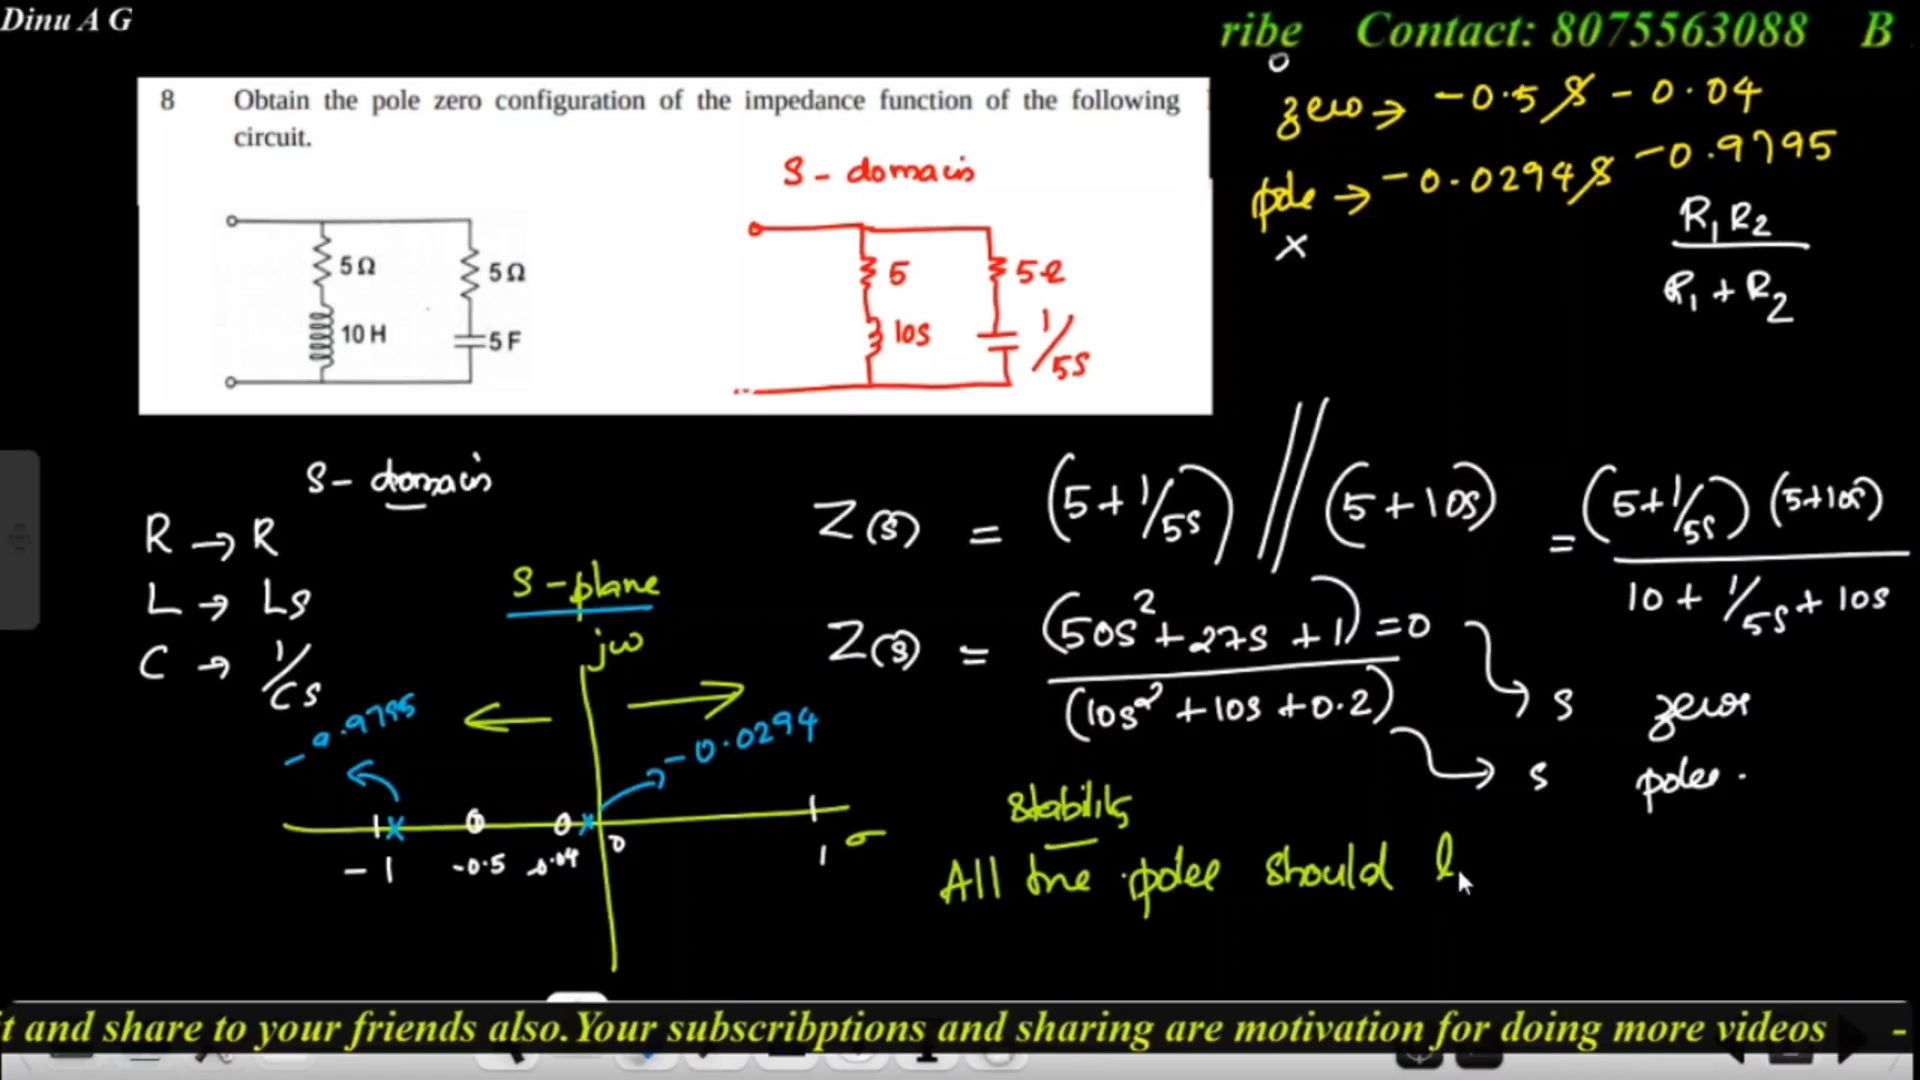 Dinu A G
ribe Contact: 8075563088 B
8 Obtain the pole zero configuration of the impedance function of the following
circuit.
5Ω
10 H
5Ω
5 F
S - domain
5
10s
5Ω
1/5s
o
zero → -0.5 & -0.04
pole → -0.0294 & -0.9795
x
R1 R2
R1 + R2
S - domain
R → R
L → Ls
C → 1/Cs
Z(s) = (5+1/5s) // (5+10s) = (5+1/5s) (5+10s)
10 + 1/5s + 10s
Z(s) = (50s² + 27s + 1) = 0
(10s² + 10s + 0.2)
s zeros
s poles.
S - plane
jω
-0.9795
-0.0294
-1 -0.5 -0.04 0 1 σ
Stability
All the poles should l
t and share to your friends also.Your subscribptions and sharing are motivation for doing more videos -